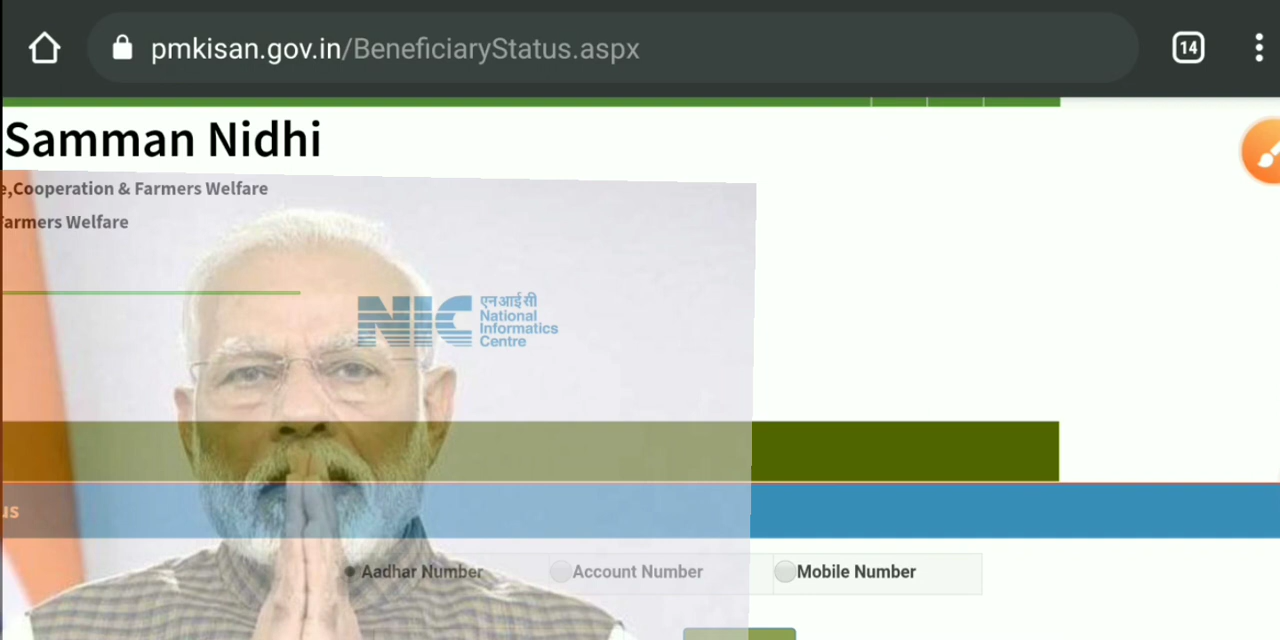 pmkisan.gov.in/BeneficiaryStatus.aspx
14
Samman Nidhi
e,Cooperation & Farmers Welfare
Farmers Welfare
NIC
एनआईसी
National
Informatics
Centre
us
Aadhar Number
Account Number
Mobile Number